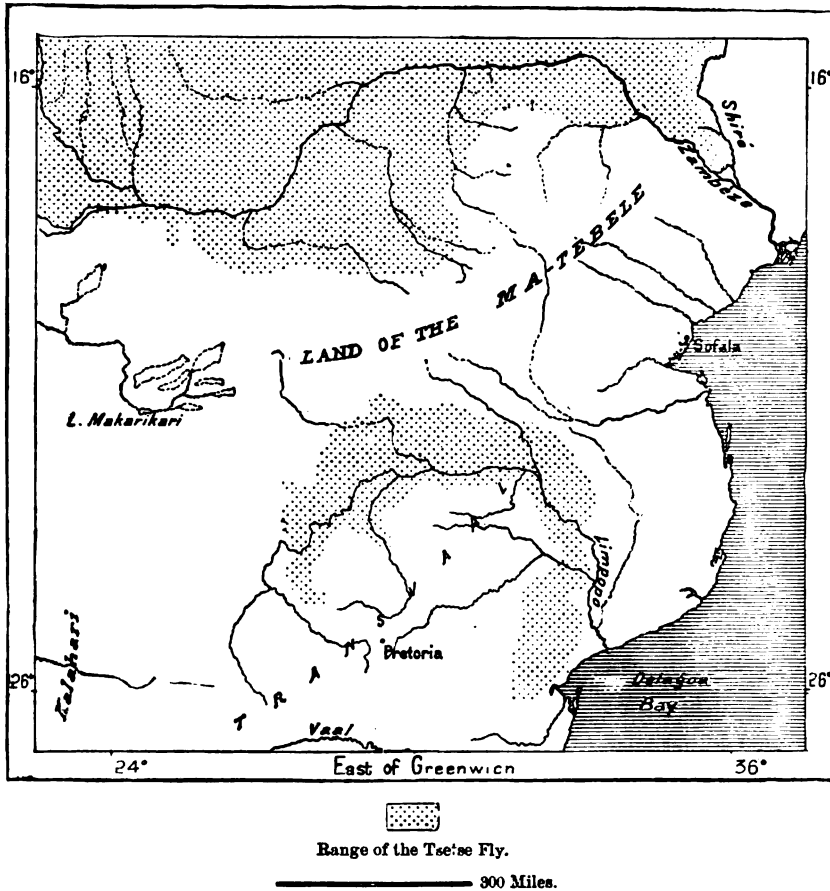 16°
16°
Shiré
Zambeze
LAND OF THE MA-TEBELE
Sofala
L. Makarikari
Limpopo
TRANSVAAL
Pretoria
Kalahari
26°
26°
Delagoa
Bay
Vaal
24°
East of Greenwich
36°
Range of the Tsetse Fly.
300 Miles.